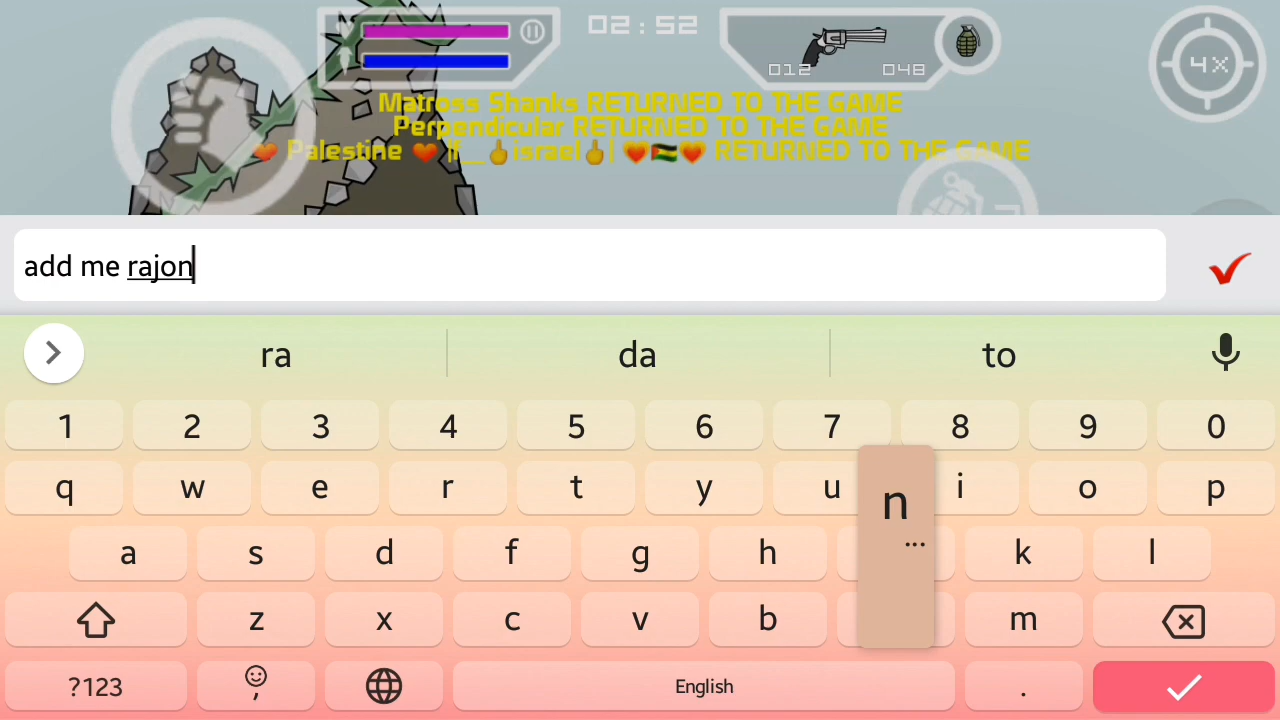 02:52
012 048
4X
Matross Shanks RETURNED TO THE GAME
Perpendicular RETURNED TO THE GAME
❤️ Palestine ❤️ |f__🖕israel🖕| ❤️🇵🇸❤️ RETURNED TO THE GAME
add me rajon
ra da to
1 2 3 4 5 6 7 8 9 0
q w e r t y u i o p
a s d f g h k l
z x c v b n m
?123 , English .